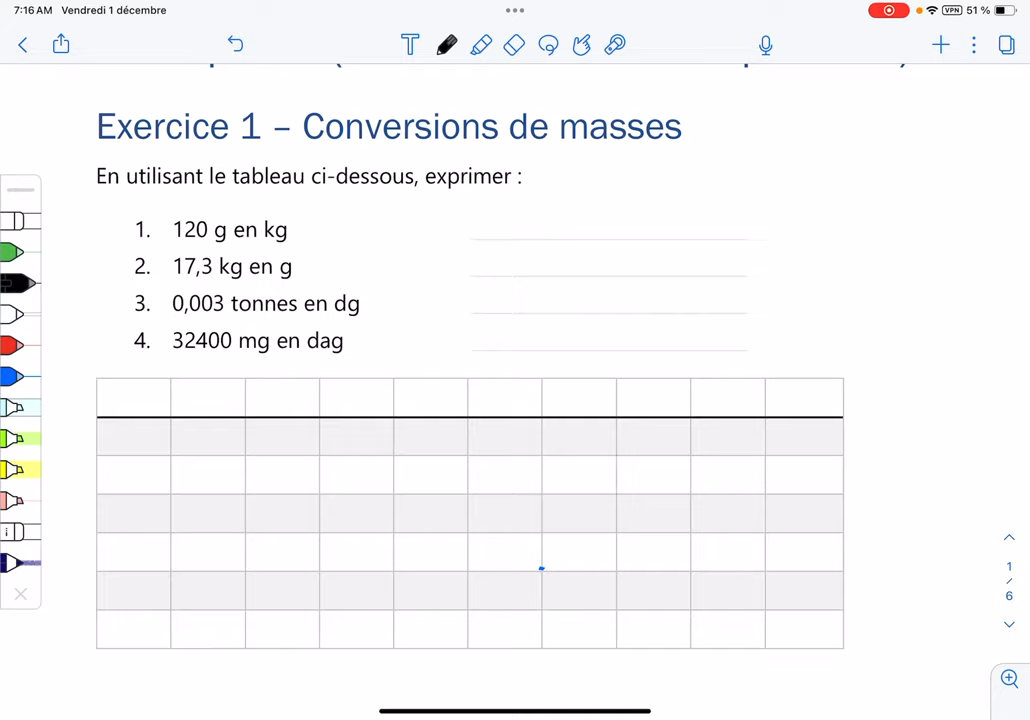 7:16 AM Vendredi 1 décembre
VPN 51 %
T
Exercice 1 – Conversions de masses
En utilisant le tableau ci-dessous, exprimer :
1. 120 g en kg
2. 17,3 kg en g
3. 0,003 tonnes en dg
4. 32400 mg en dag
1
/
6